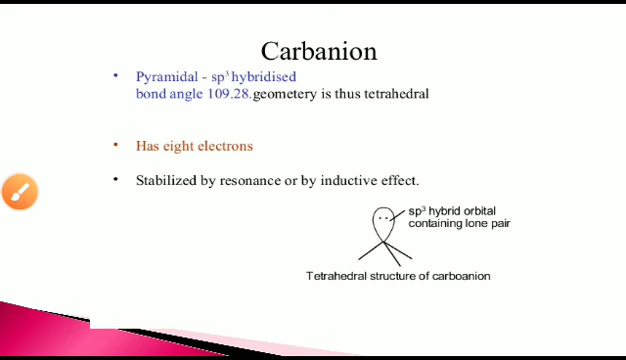 Carbanion
• Pyramidal - sp³ hybridised
bond angle 109.28.geometery is thus tetrahedral
• Has eight electrons
• Stabilized by resonance or by inductive effect.
sp³ hybrid orbital
containing lone pair
Tetrahedral structure of carboanion